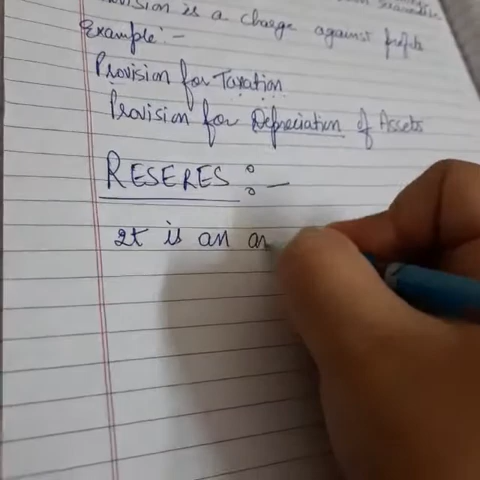 is a charge against profits
Example:-
Provision for Taxation
Provision for Depreciation of Assets
RESERES :-
It is an